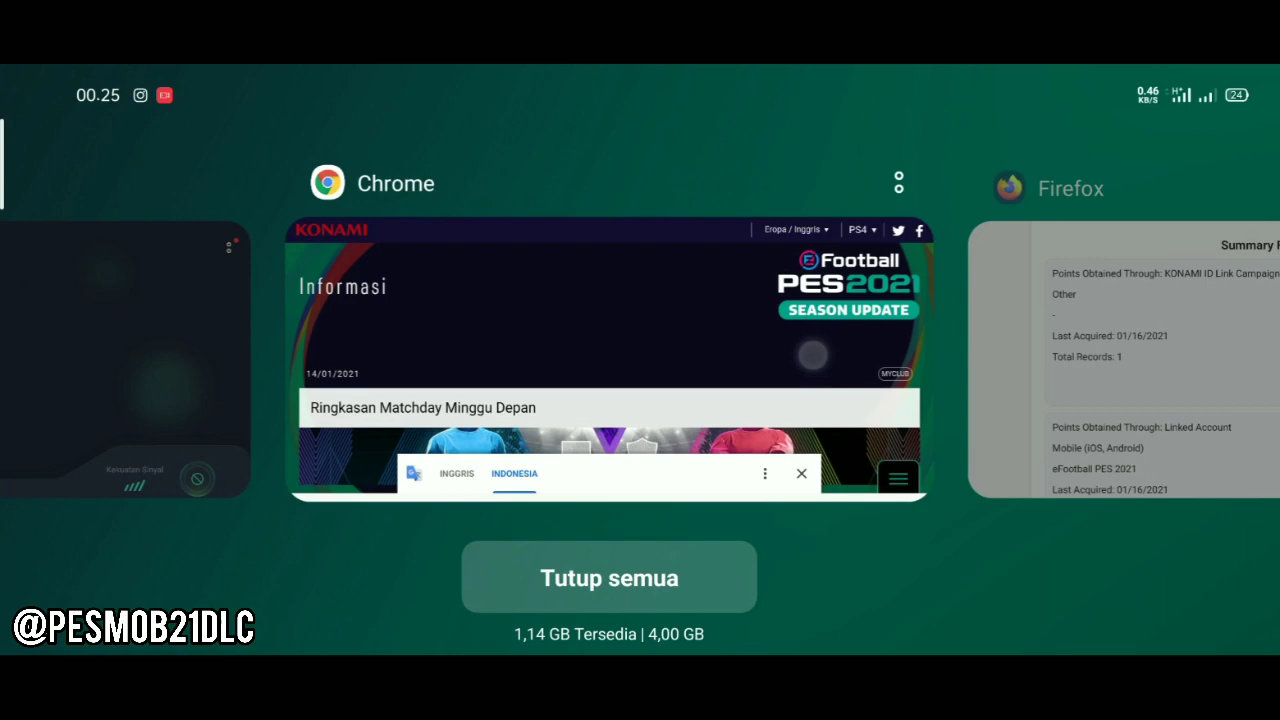 00.25
0.46
KB/S
H+
24
Chrome
Firefox
KONAMI
Eropa / Inggris
PS4
eFootball
PES2021
SEASON UPDATE
Informasi
14/01/2021
MYCLUB
Ringkasan Matchday Minggu Depan
INGGRIS
INDONESIA
Kekuatan Sinyal
Summary
Points Obtained Through: KONAMI ID Link Campaign
Other
-
Last Acquired: 01/16/2021
Total Records: 1
Points Obtained Through: Linked Account
Mobile (iOS, Android)
eFootball PES 2021
Last Acquired: 01/16/2021
Tutup semua
1,14 GB Tersedia | 4,00 GB
@PESMOB21DLC